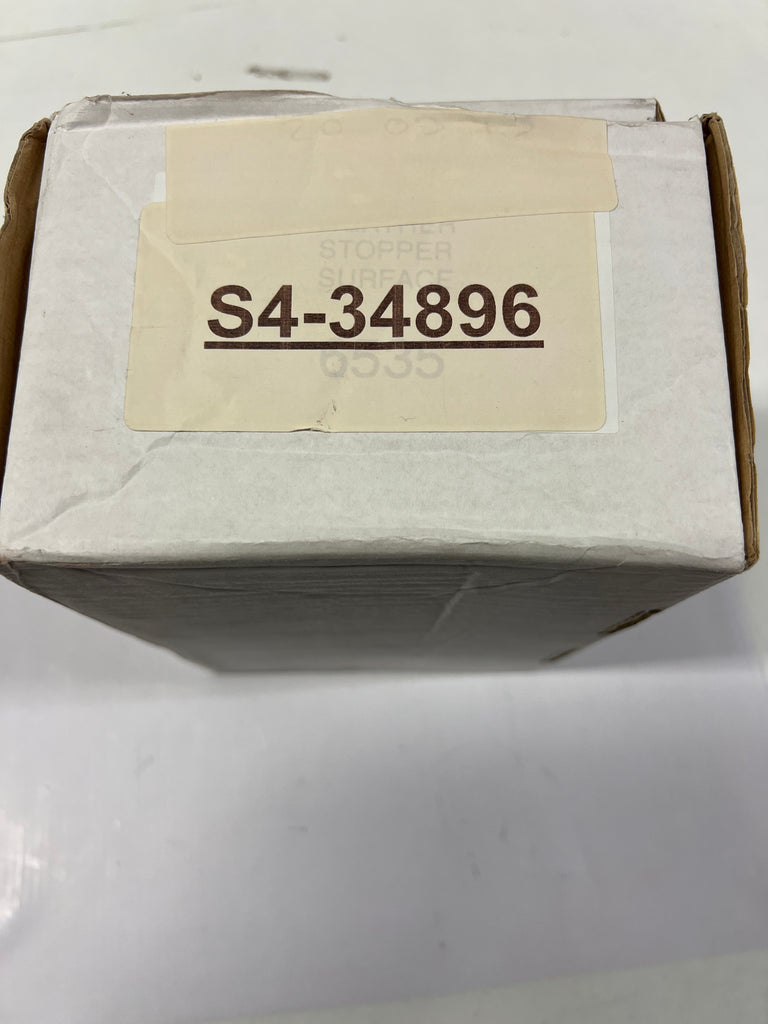 STOPPER
SURFACE
S4-34896
6535